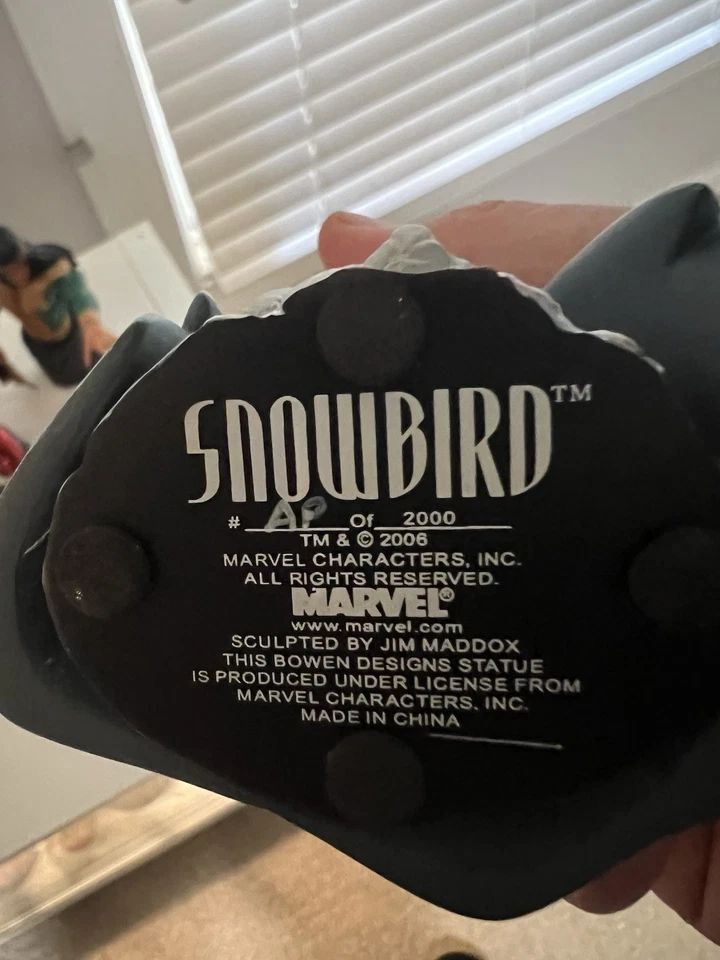 SNOWBIRD™
# AP Of 2000
TM & © 2006
MARVEL CHARACTERS, INC.
ALL RIGHTS RESERVED.
MARVEL®
www.marvel.com
SCULPTED BY JIM MADDOX
THIS BOWEN DESIGNS STATUE
IS PRODUCED UNDER LICENSE FROM
MARVEL CHARACTERS, INC.
MADE IN CHINA